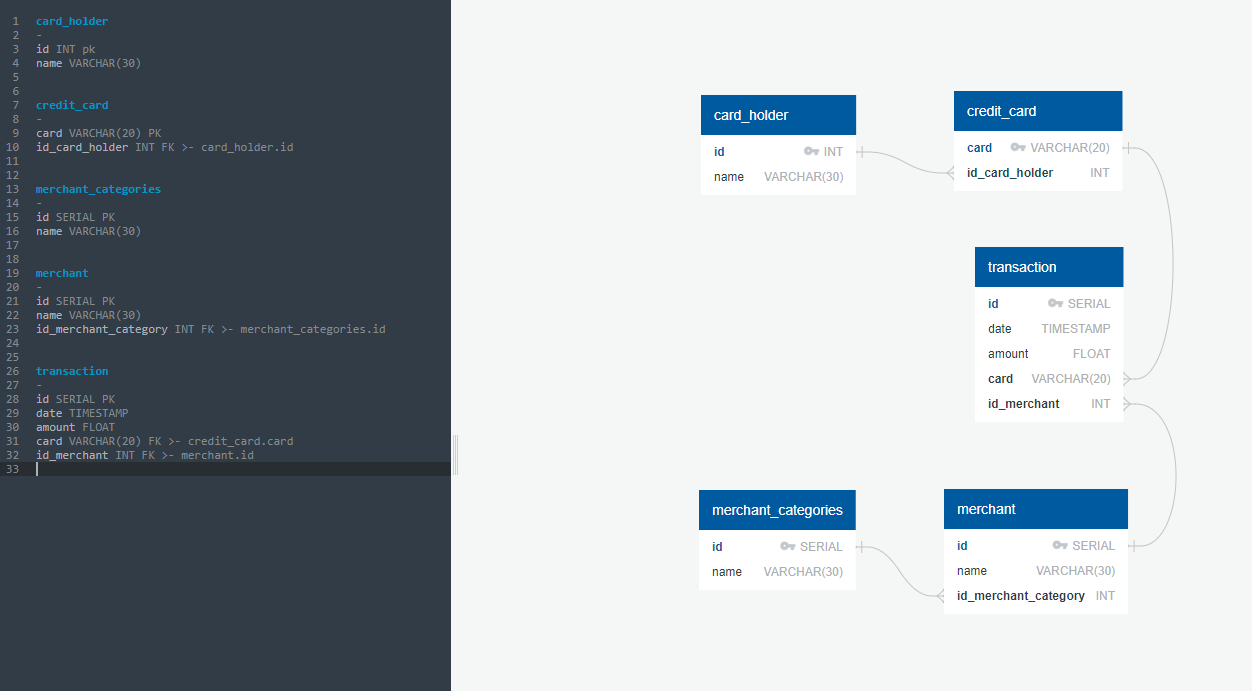 1 card_holder
2 -
3 id INT pk
4 name VARCHAR(30)
5
6
7 credit_card
8 -
9 card VARCHAR(20) PK
10 id_card_holder INT FK >- card_holder.id
11
12
13 merchant_categories
14 -
15 id SERIAL PK
16 name VARCHAR(30)
17
18
19 merchant
20 -
21 id SERIAL PK
22 name VARCHAR(30)
23 id_merchant_category INT FK >- merchant_categories.id
24
25
26 transaction
27 -
28 id SERIAL PK
29 date TIMESTAMP
30 amount FLOAT
31 card VARCHAR(20) FK >- credit_card.card
32 id_merchant INT FK >- merchant.id
33
card_holder
id INT
name VARCHAR(30)
credit_card
card VARCHAR(20)
id_card_holder INT
transaction
id SERIAL
date TIMESTAMP
amount FLOAT
card VARCHAR(20)
id_merchant INT
merchant_categories
id SERIAL
name VARCHAR(30)
merchant
id SERIAL
name VARCHAR(30)
id_merchant_category INT